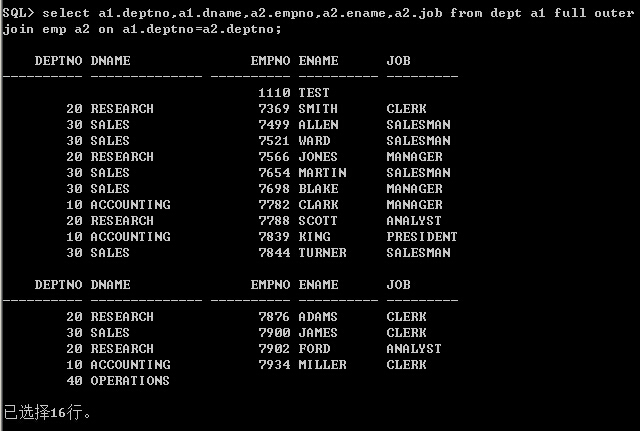 SQL> select a1.deptno,a1.dname,a2.empno,a2.ename,a2.job from dept a1 full outer
join emp a2 on a1.deptno=a2.deptno;
DEPTNO DNAME EMPNO ENAME JOB
---------- -------------- ---------- ---------- ---------
1110 TEST
20 RESEARCH 7369 SMITH CLERK
30 SALES 7499 ALLEN SALESMAN
30 SALES 7521 WARD SALESMAN
20 RESEARCH 7566 JONES MANAGER
30 SALES 7654 MARTIN SALESMAN
30 SALES 7698 BLAKE MANAGER
10 ACCOUNTING 7782 CLARK MANAGER
20 RESEARCH 7788 SCOTT ANALYST
10 ACCOUNTING 7839 KING PRESIDENT
30 SALES 7844 TURNER SALESMAN
DEPTNO DNAME EMPNO ENAME JOB
---------- -------------- ---------- ---------- ---------
20 RESEARCH 7876 ADAMS CLERK
30 SALES 7900 JAMES CLERK
20 RESEARCH 7902 FORD ANALYST
10 ACCOUNTING 7934 MILLER CLERK
40 OPERATIONS
已选择16行。